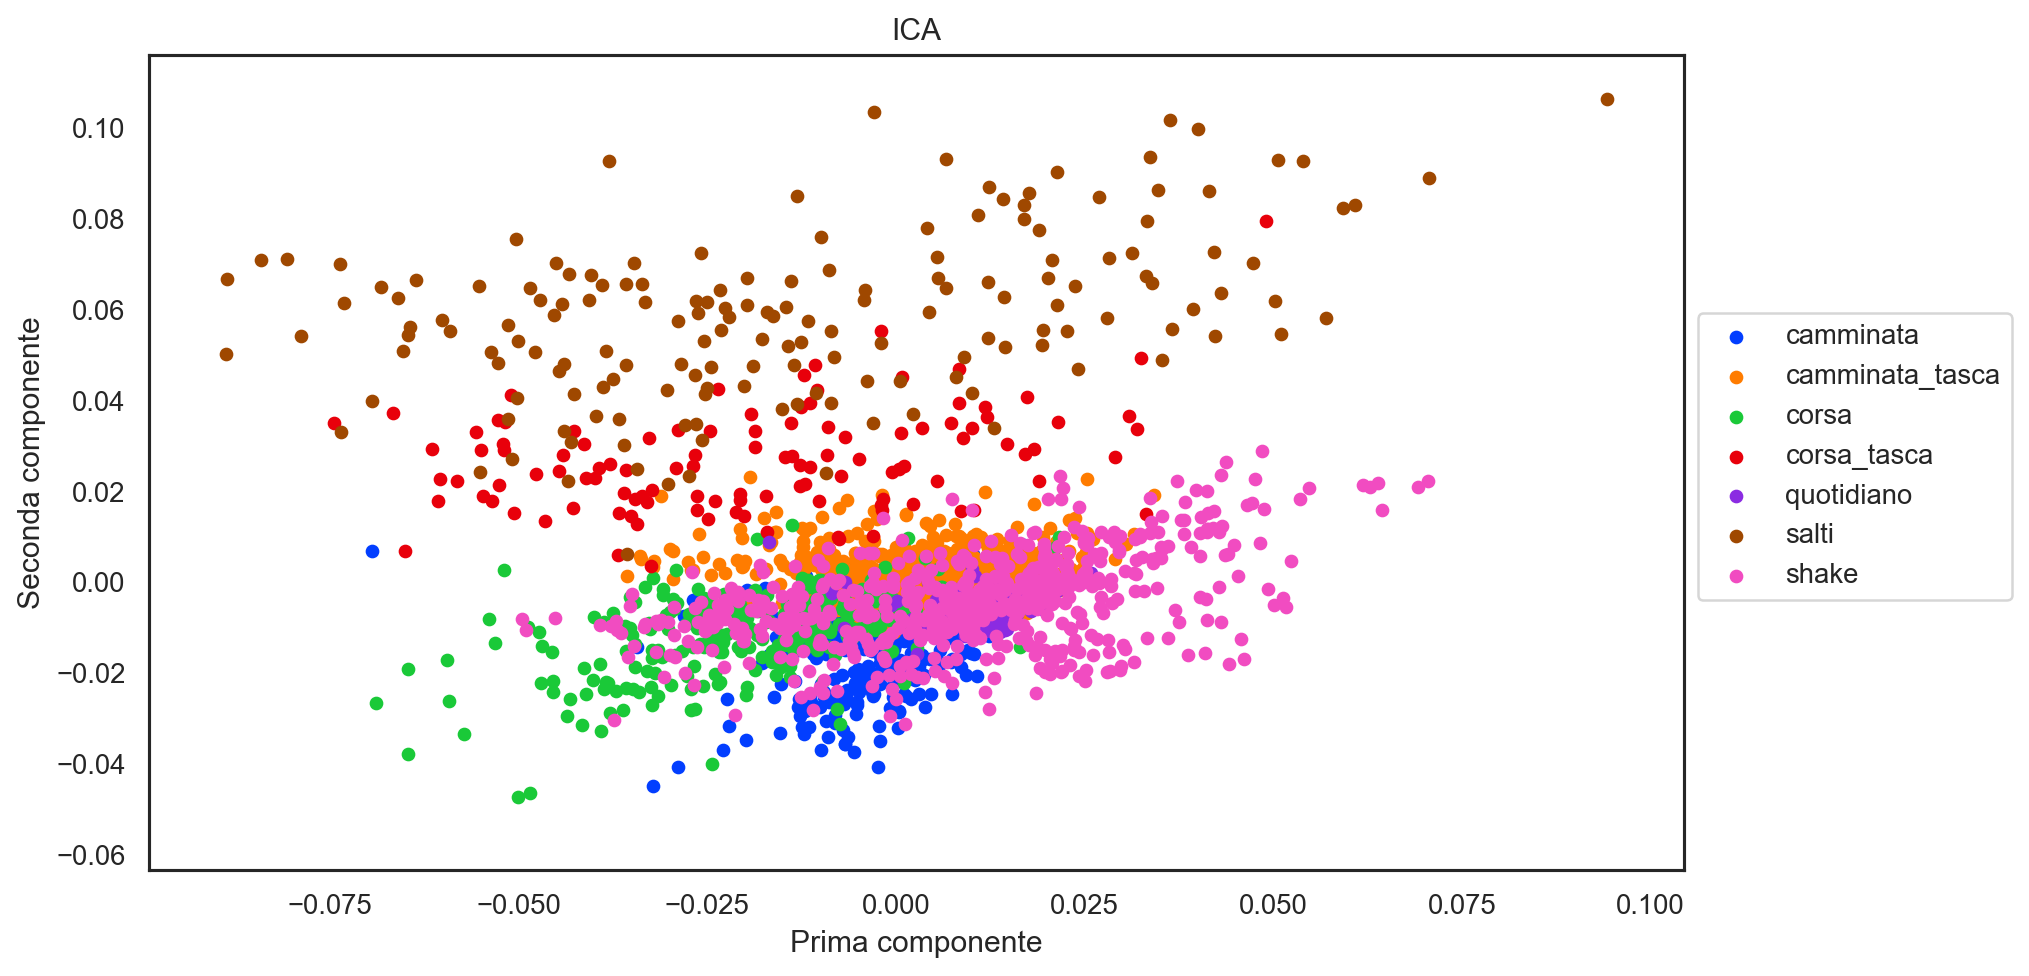 ICA
0.10
0.08
0.06
0.04
0.02
0.00
−0.02
−0.04
−0.06
Seconda componente
−0.075 −0.050 −0.025 0.000 0.025 0.050 0.075 0.100
Prima componente
camminata
camminata_tasca
corsa
corsa_tasca
quotidiano
salti
shake